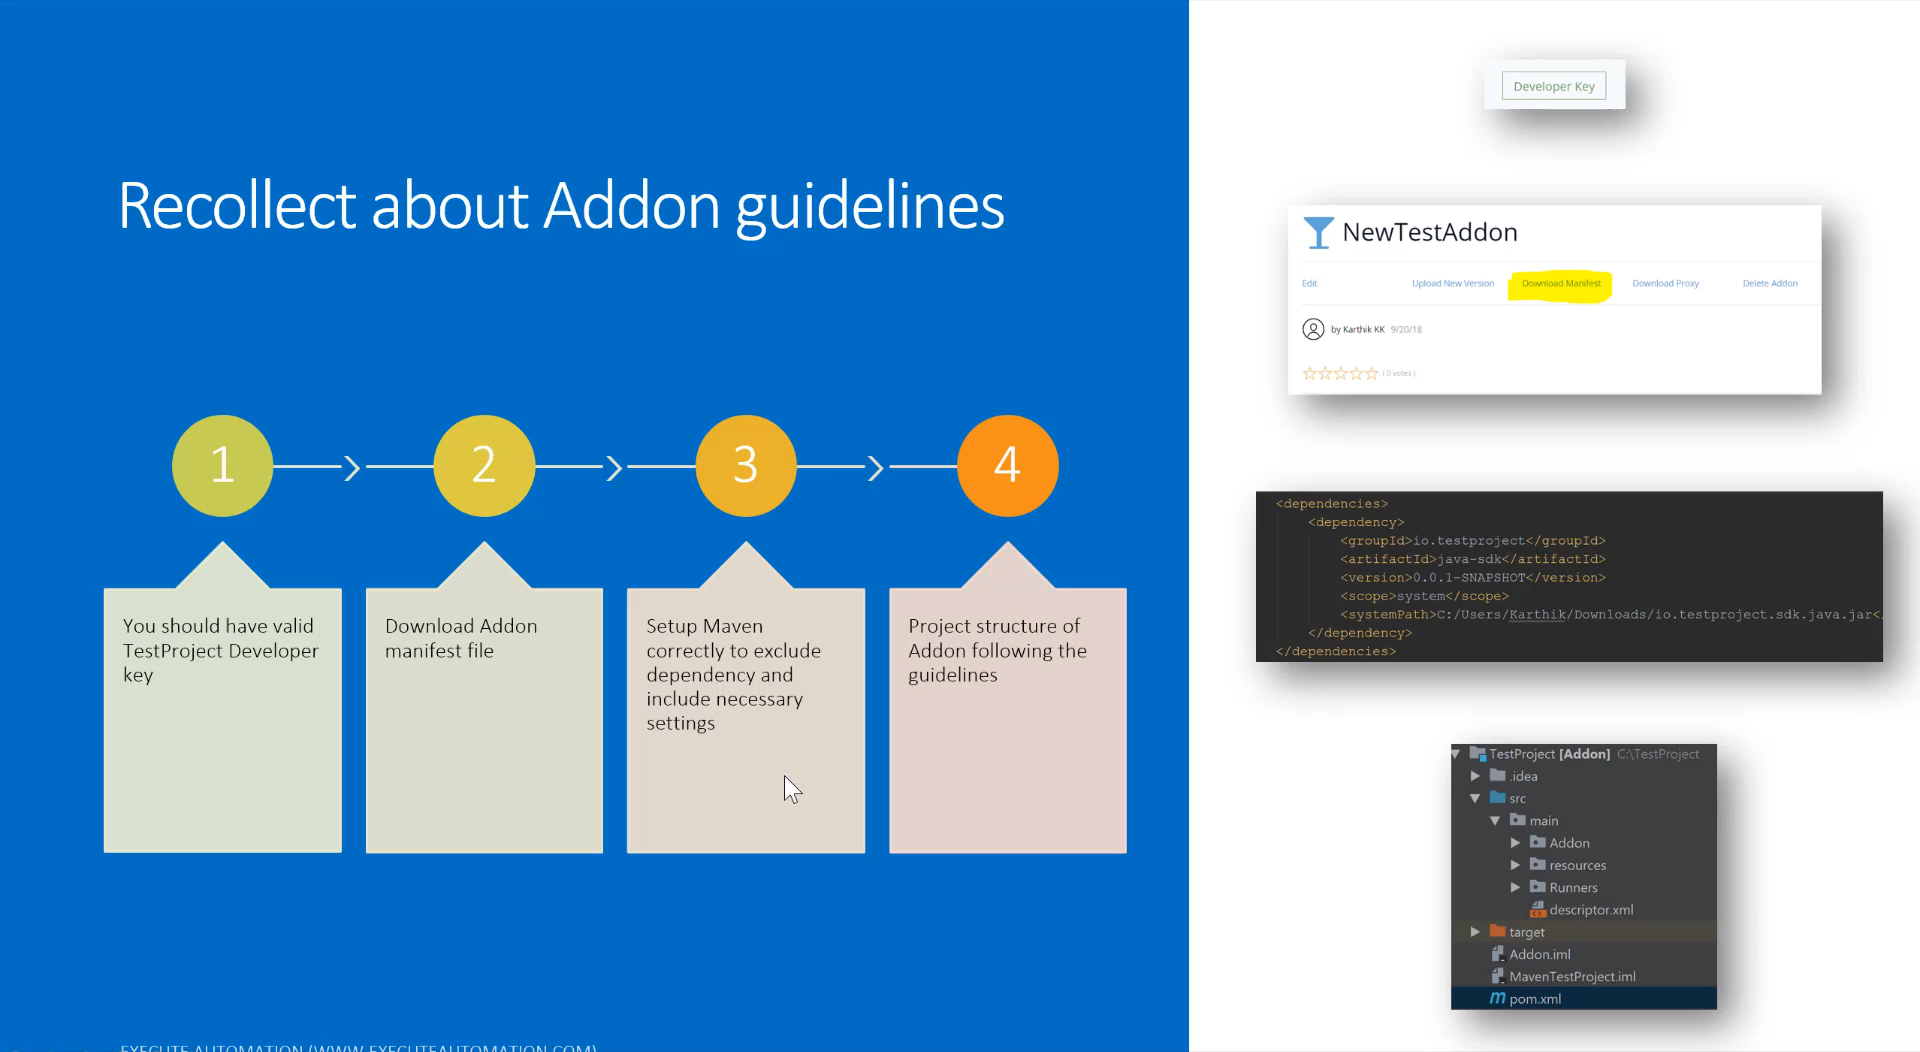 Recollect about Addon guidelines
1
2
3
4
You should have valid
TestProject Developer
key
Download Addon
manifest file
Setup Maven
correctly to exclude
dependency and
include necessary
settings
Project structure of
Addon following the
guidelines
EXECUTE AUTOMATION (WWW.EXECUTEAUTOMATION.COM)
Developer Key
NewTestAddon
Edit Upload New Version Download Manifest Download Proxy Delete Addon
by Karthik KK 9/20/18
( 0 votes )
<dependencies>
<dependency>
<groupId>io.testproject</groupId>
<artifactId>java-sdk</artifactId>
<version>0.0.1-SNAPSHOT</version>
<scope>system</scope>
<systemPath>C:/Users/Karthik/Downloads/io.testproject.sdk.java.jar</
</dependency>
</dependencies>
TestProject [Addon] C:\TestProject
.idea
src
main
Addon
resources
Runners
descriptor.xml
target
Addon.iml
MavenTestProject.iml
m pom.xml